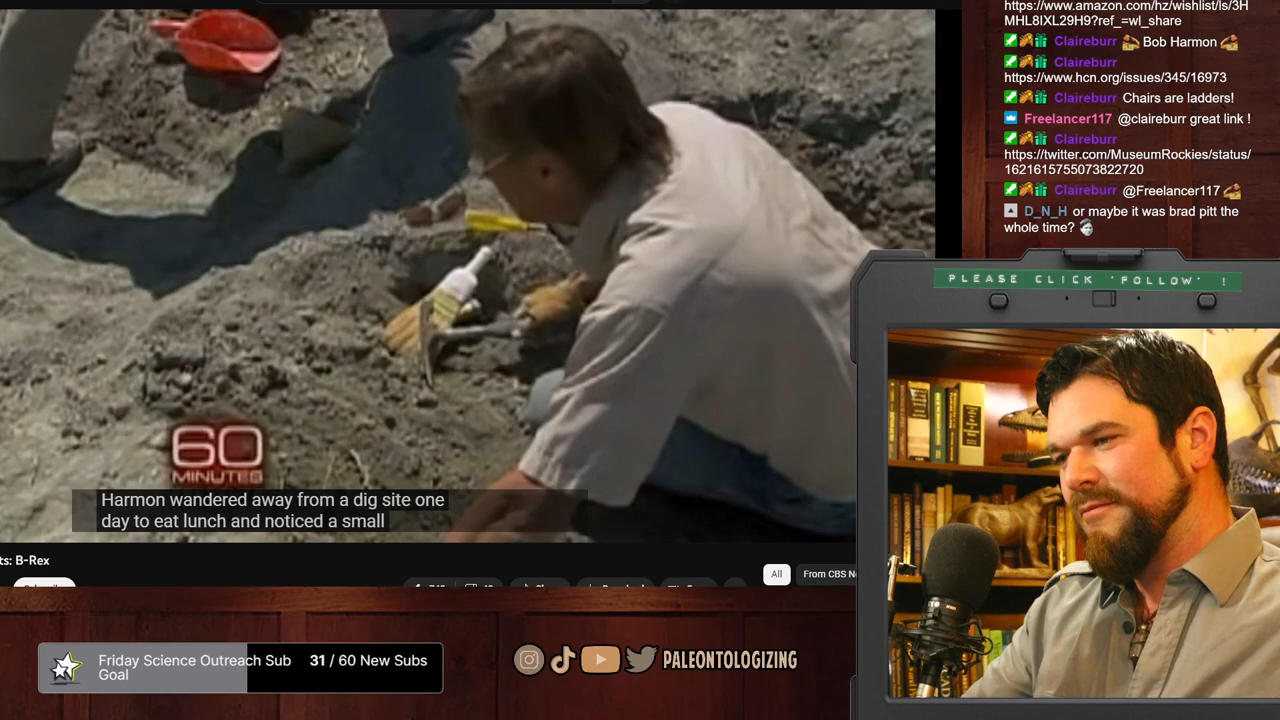 https://www.amazon.com/hz/wishlist/ls/3H
MHL8IXL29H9?ref_=wl_share
Claireburr Bob Harmon
Claireburr
https://www.hcn.org/issues/345/16973
Claireburr Chairs are ladders!
Freelancer117 @claireburr great link !
Claireburr
https://twitter.com/MuseumRockies/status/
1621615755073822720
Claireburr @Freelancer117
D_N_H or maybe it was brad pitt the
whole time?
PLEASE CLICK 'FOLLOW' !
60
MINUTES
Harmon wandered away from a dig site one
day to eat lunch and noticed a small
ts: B-Rex
All
From CBS N
Friday Science Outreach Sub
Goal
31 / 60 New Subs
PALEONTOLOGIZING